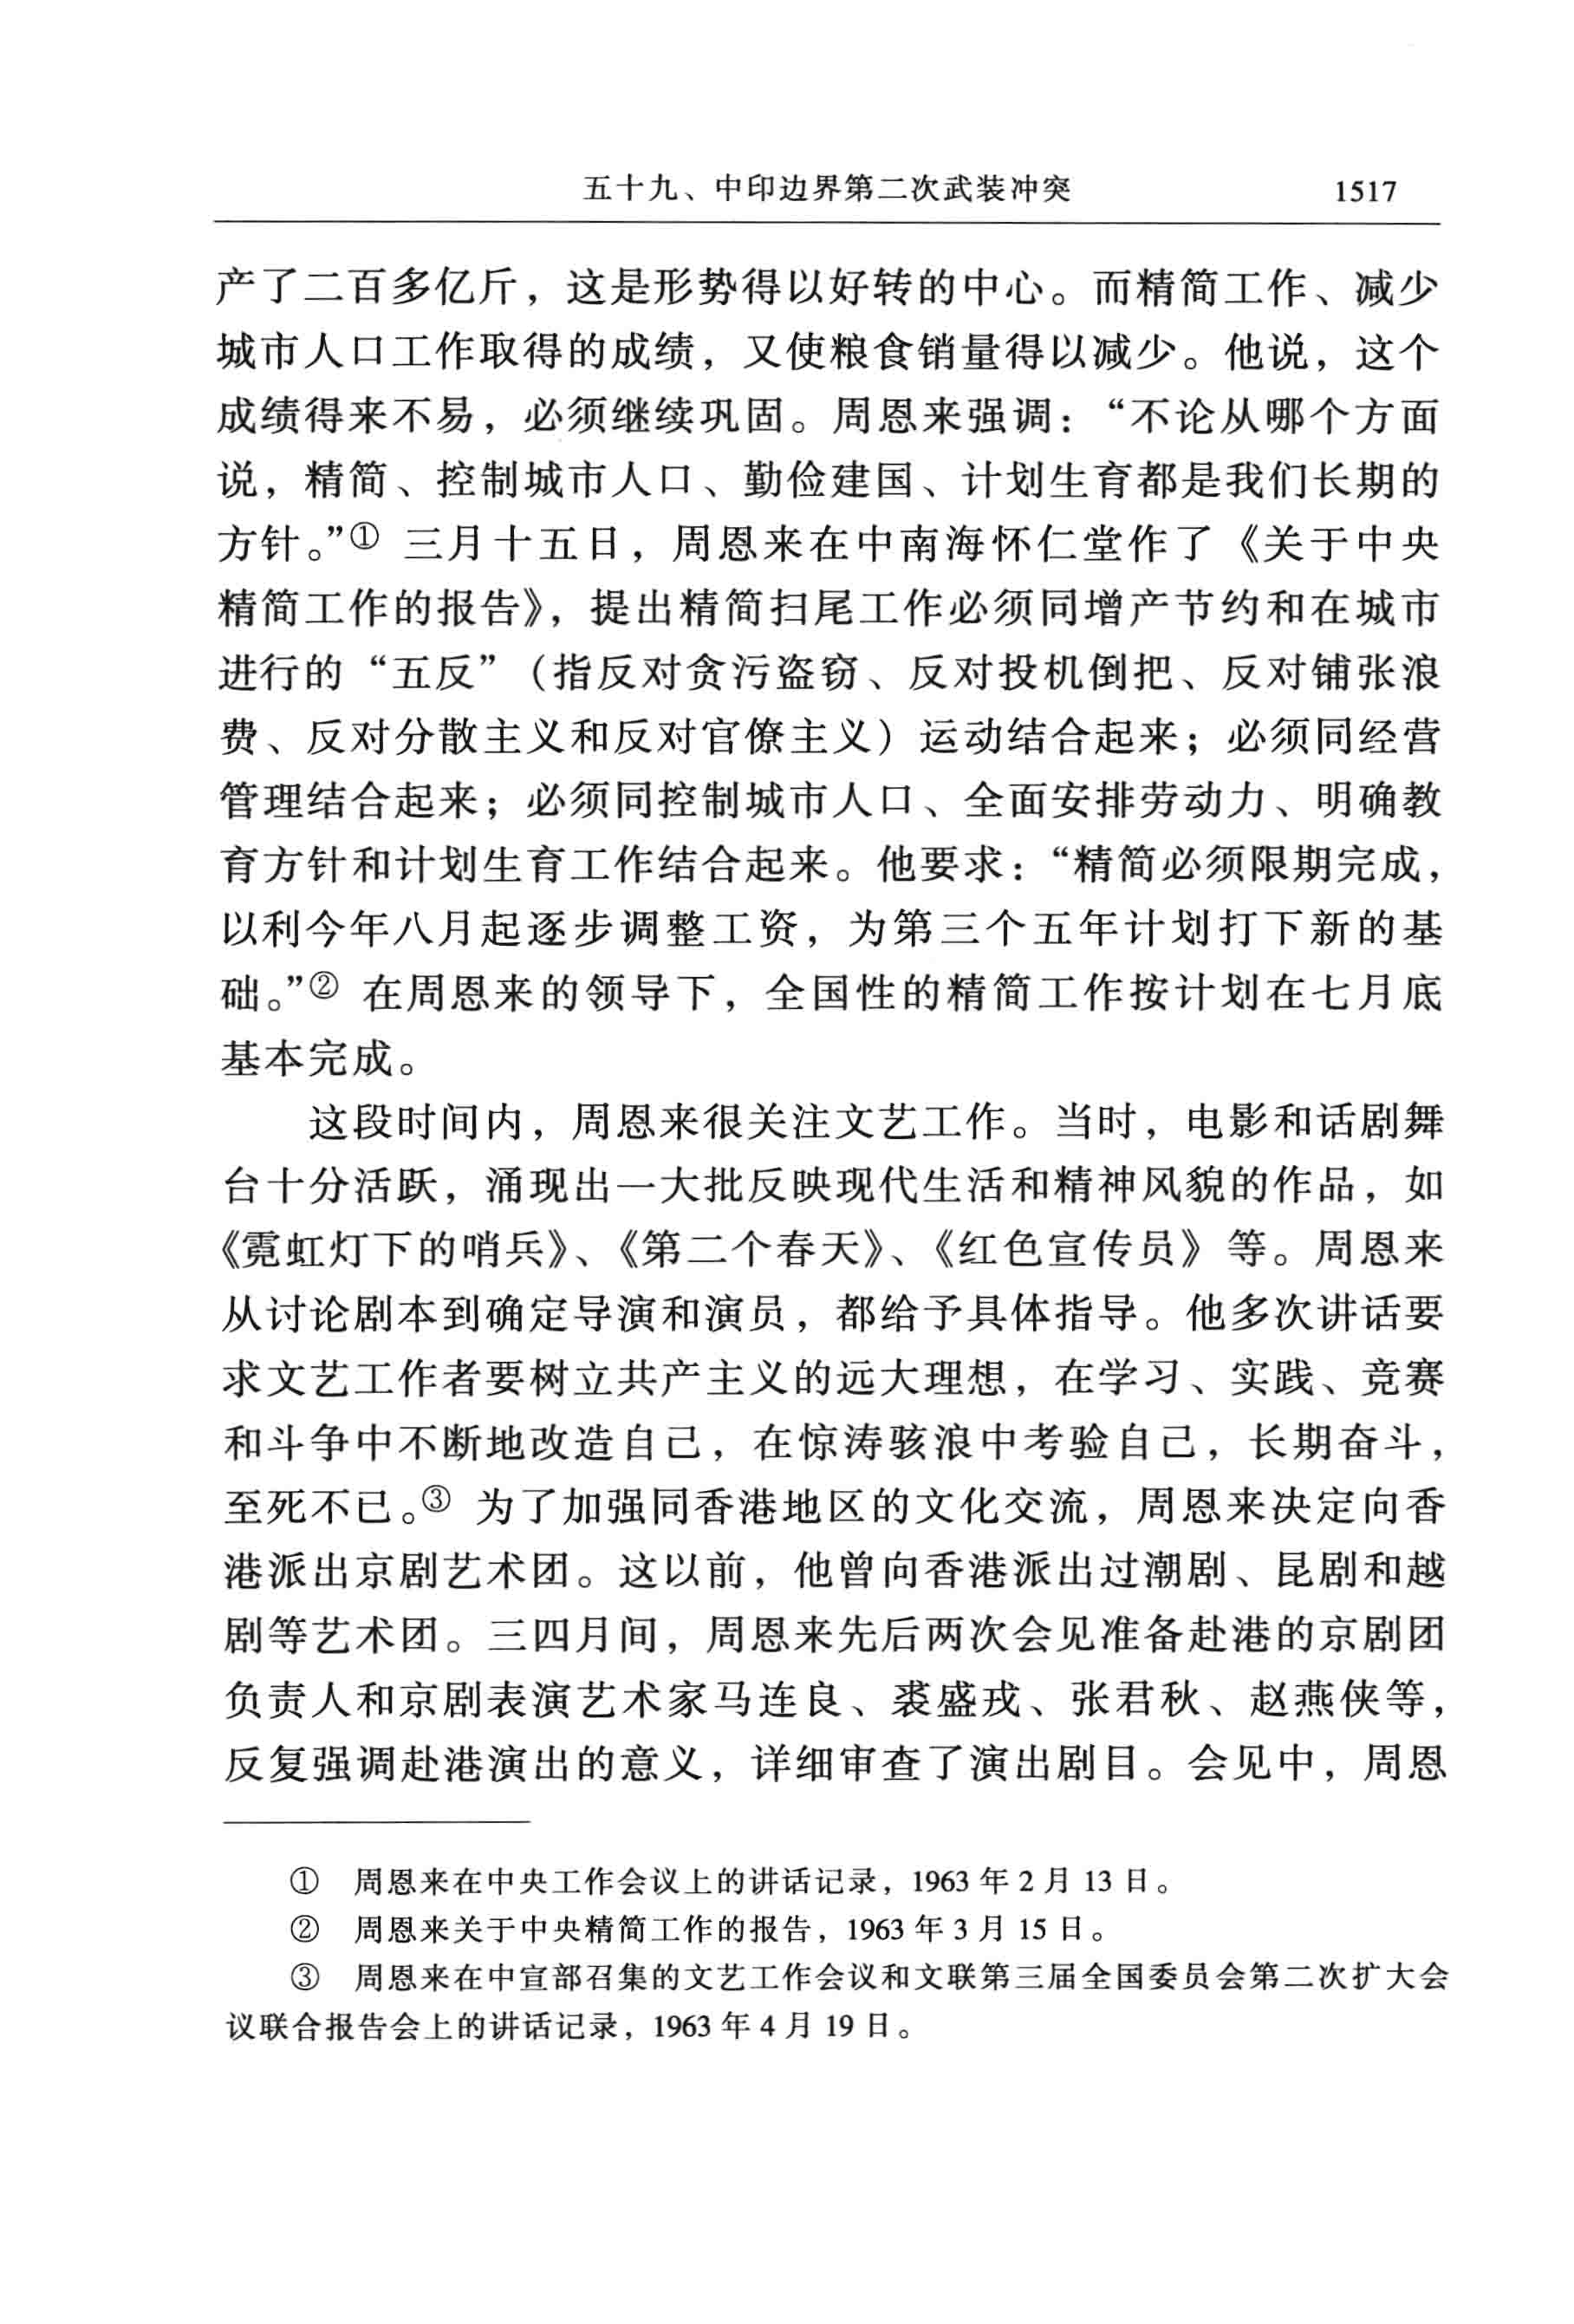 五十九、中印边界第二次武装冲突 1517
产了二百多亿斤，这是形势得以好转的中心。而精简工作、减少
城市人口工作取得的成绩，又使粮食销量得以减少。他说，这个
成绩得来不易，必须继续巩固。周恩来强调：“不论从哪个方面
说，精简、控制城市人口、勤俭建国、计划生育都是我们长期的
方针。”① 三月十五日，周恩来在中南海怀仁堂作了《关于中央
精简工作的报告》，提出精简扫尾工作必须同增产节约和在城市
进行的“五反”（指反对贪污盗窃、反对投机倒把、反对铺张浪
费、反对分散主义和反对官僚主义）运动结合起来；必须同经营
管理结合起来；必须同控制城市人口、全面安排劳动力、明确教
育方针和计划生育工作结合起来。他要求：“精简必须限期完成，
以利今年八月起逐步调整工资，为第三个五年计划打下新的基
础。”② 在周恩来的领导下，全国性的精简工作按计划在七月底
基本完成。
这段时间内，周恩来很关注文艺工作。当时，电影和话剧舞
台十分活跃，涌现出一大批反映现代生活和精神风貌的作品，如
《霓虹灯下的哨兵》、《第二个春天》、《红色宣传员》等。周恩来
从讨论剧本到确定导演和演员，都给予具体指导。他多次讲话要
求文艺工作者要树立共产主义的远大理想，在学习、实践、竞赛
和斗争中不断地改造自己，在惊涛骇浪中考验自己，长期奋斗，
至死不已。③ 为了加强同香港地区的文化交流，周恩来决定向香
港派出京剧艺术团。这以前，他曾向香港派出过潮剧、昆剧和越
剧等艺术团。三四月间，周恩来先后两次会见准备赴港的京剧团
负责人和京剧表演艺术家马连良、裘盛戎、张君秋、赵燕侠等，
反复强调赴港演出的意义，详细审查了演出剧目。会见中，周恩
① 周恩来在中央工作会议上的讲话记录，1963 年 2 月 13 日。
② 周恩来关于中央精简工作的报告，1963 年 3 月 15 日。
③ 周恩来在中宣部召集的文艺工作会议和文联第三届全国委员会第二次扩大会
议联合报告会上的讲话记录，1963 年 4 月 19 日。